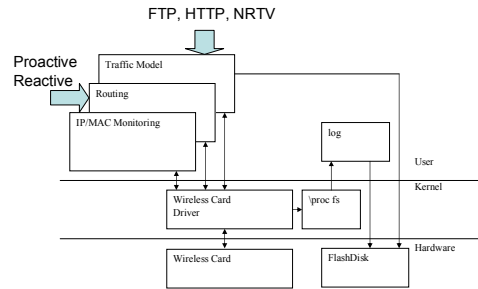 FTP, HTTP, NRTV
Proactive
Reactive
Traffic Model
Routing
IP/MAC Monitoring
log
User
Kernel
Wireless Card
Driver
\proc fs
Hardware
Wireless Card
FlashDisk